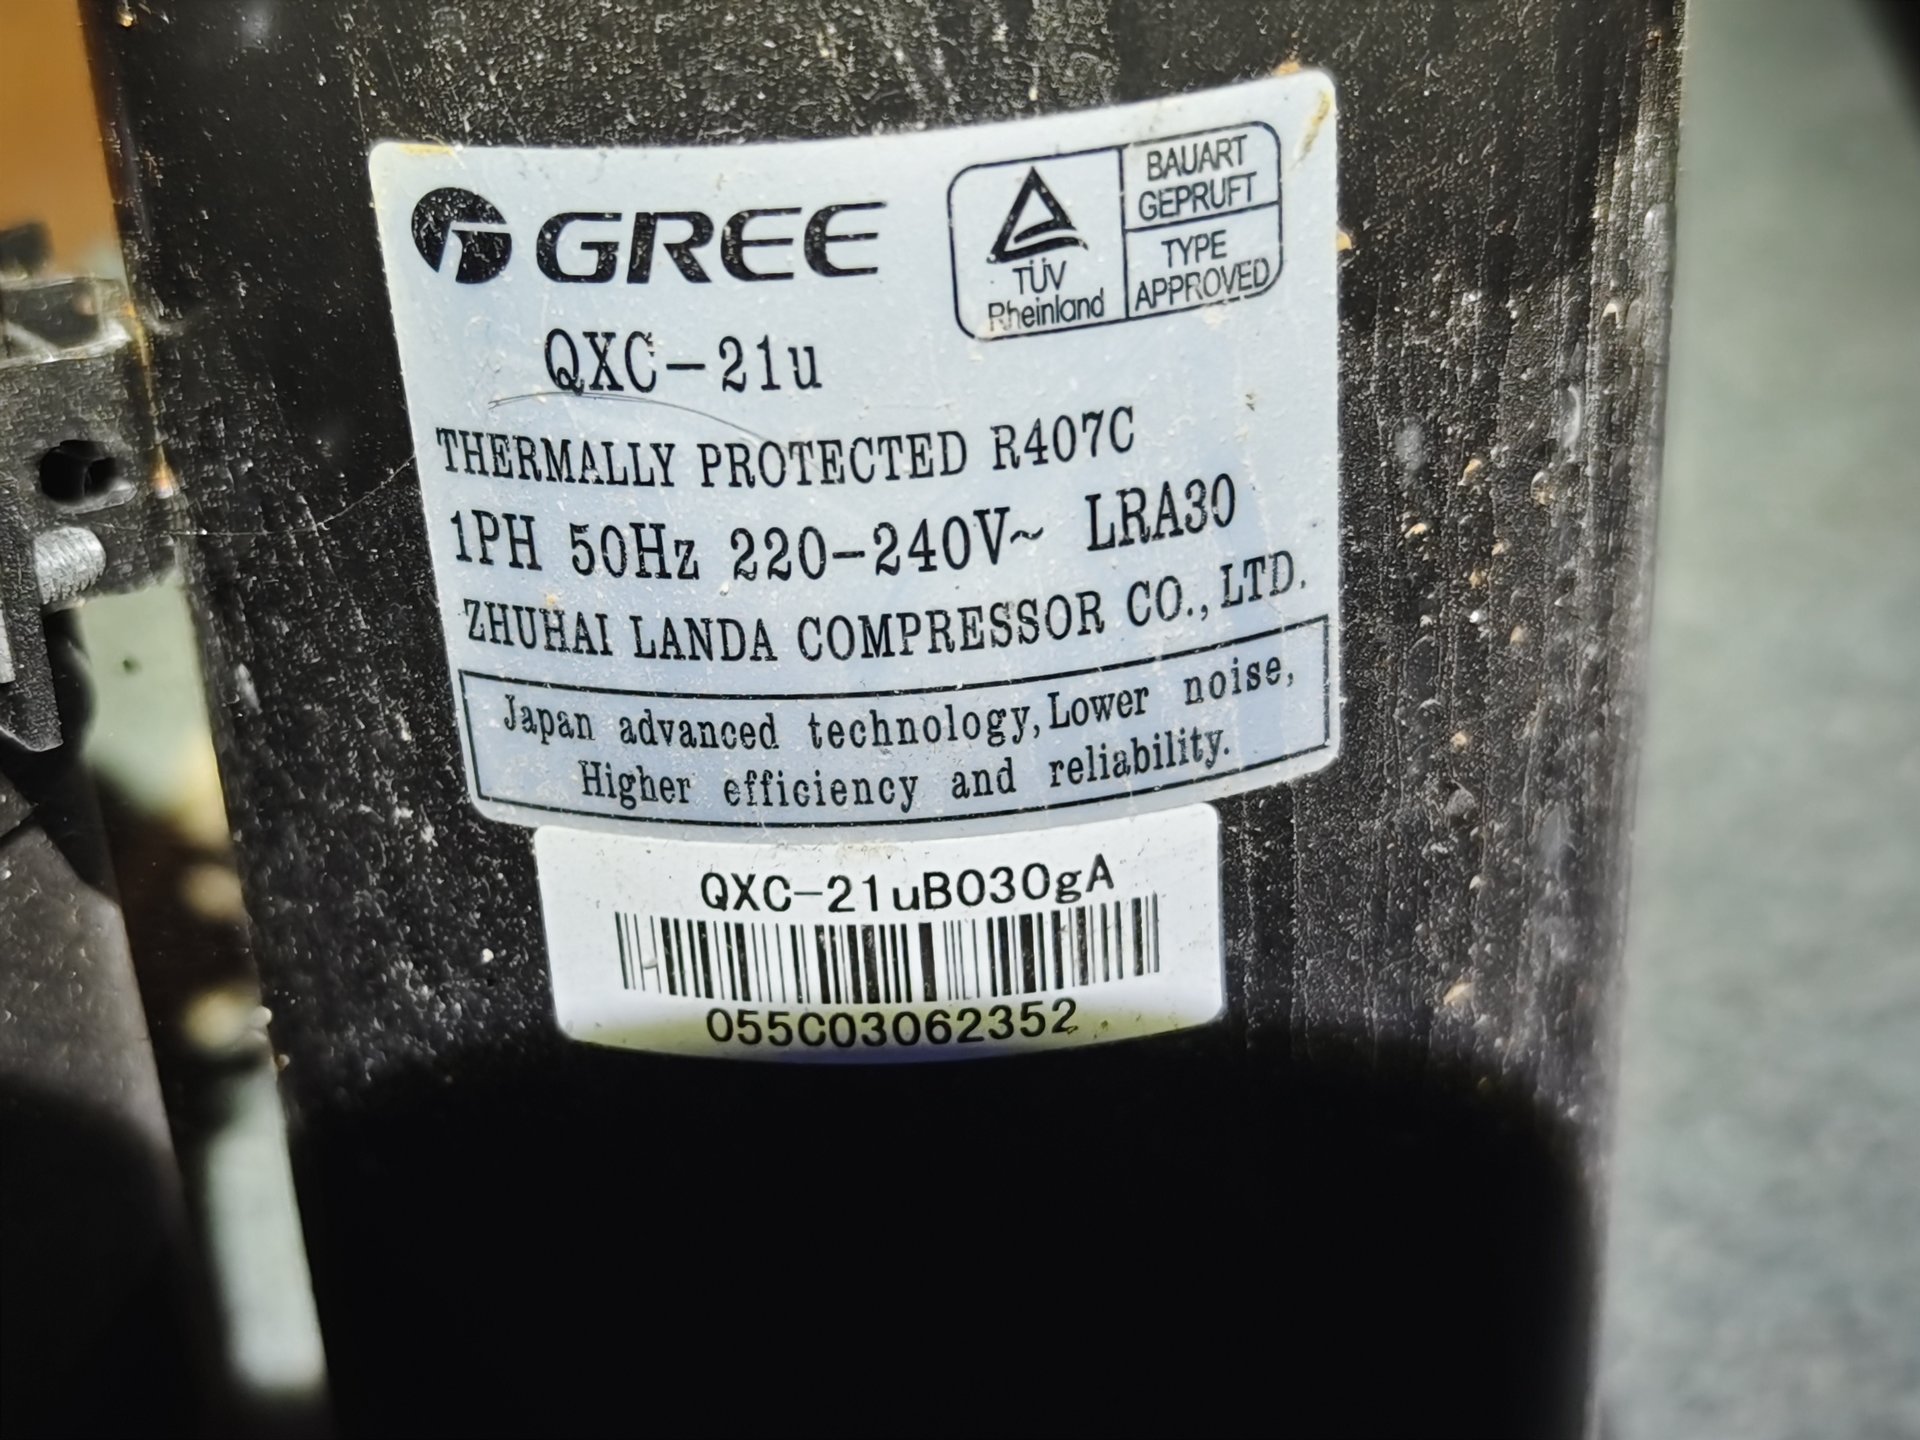 GREE
TÜV
Rheinland
BAUART
GEPRUFT
TYPE
APPROVED
QXC-21u
THERMALLY PROTECTED R407C
1PH 50Hz 220-240V~ LRA30
ZHUHAI LANDA COMPRESSOR CO., LTD.
Japan advanced technology, Lower noise,
Higher efficiency and reliability.
QXC-21uB030gA
055C03062352